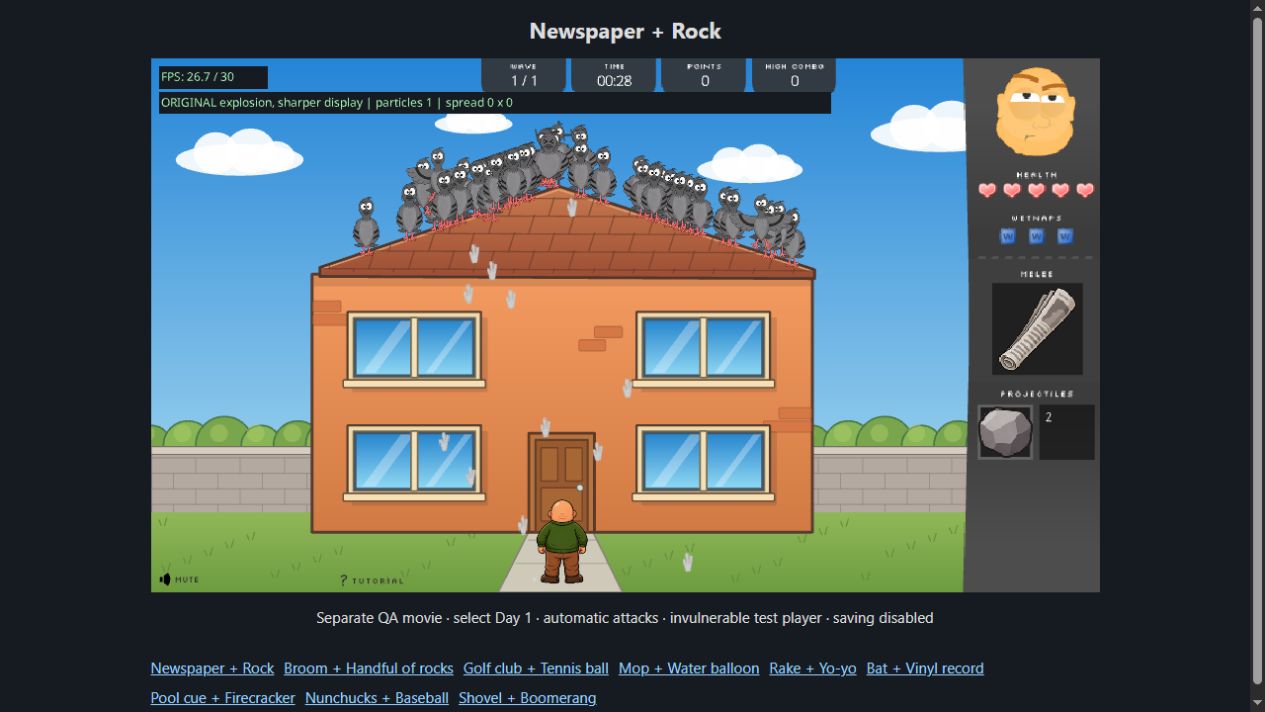 Newspaper + Rock
FPS: 26.7 / 30
WAVE
1 / 1
TIME
00:28
POINTS
0
HIGH COMBO
0
ORIGINAL explosion, sharper display | particles 1 | spread 0 x 0
HEALTH
WETNAPS
W W W
MELEE
PROJECTILES
2
MUTE
? TUTORIAL
Separate QA movie · select Day 1 · automatic attacks · invulnerable test player · saving disabled
Newspaper + Rock Broom + Handful of rocks Golf club + Tennis ball Mop + Water balloon Rake + Yo-yo Bat + Vinyl record
Pool cue + Firecracker Nunchucks + Baseball Shovel + Boomerang